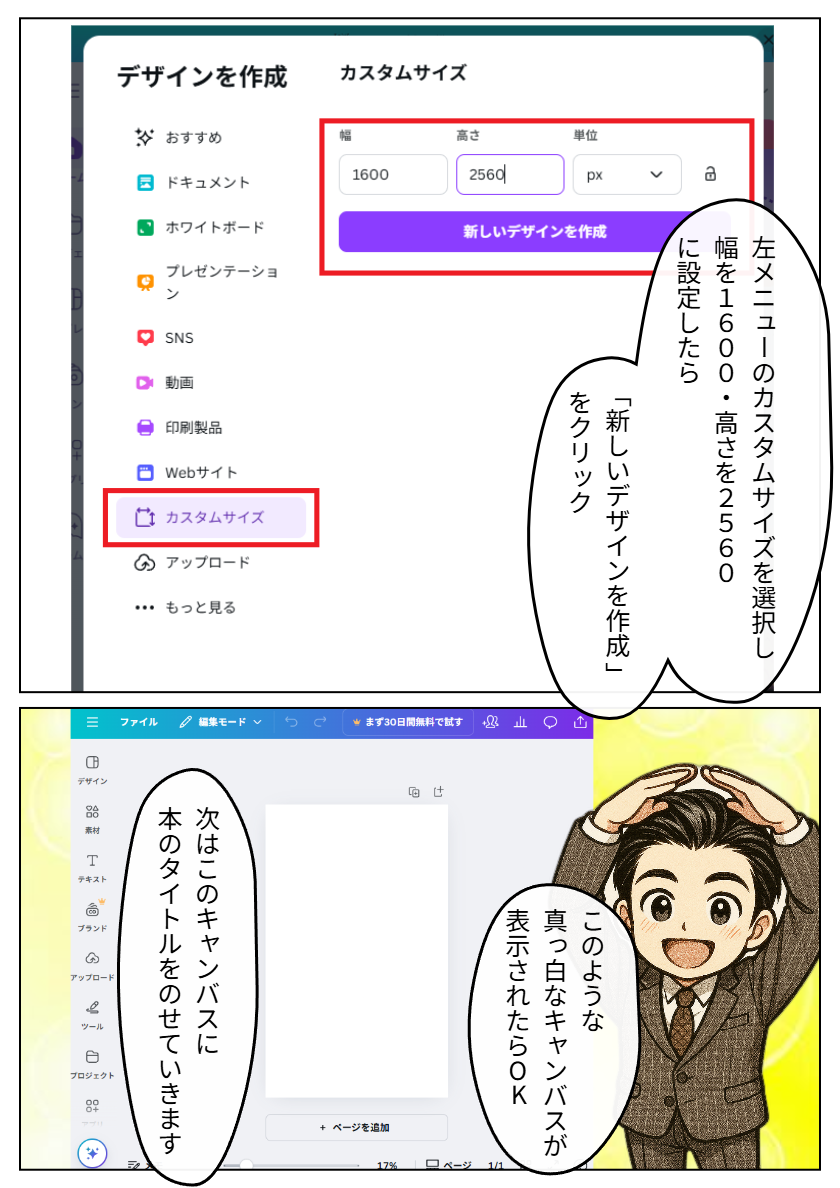 デザインを作成
カスタムサイズ
おすすめ
ドキュメント
ホワイトボード
プレゼンテーショ
ン
SNS
動画
印刷製品
Webサイト
カスタムサイズ
アップロード
もっと見る
幅
高さ
単位
1600
2560
px
新しいデザインを作成
左メニューのカスタムサイズを選択し
幅を1600・高さを2560
に設定したら
「新しいデザインを作成」
をクリック
ファイル
編集モード
まず30日間無料で試す
デザイン
素材
テキスト
ブランド
アップロード
ツール
プロジェクト
+ ページを追加
17%
ページ
1/1
このような
真っ白なキャンバスが
表示されたらOK
次はこのキャンバスに
本のタイトルをのせていきます